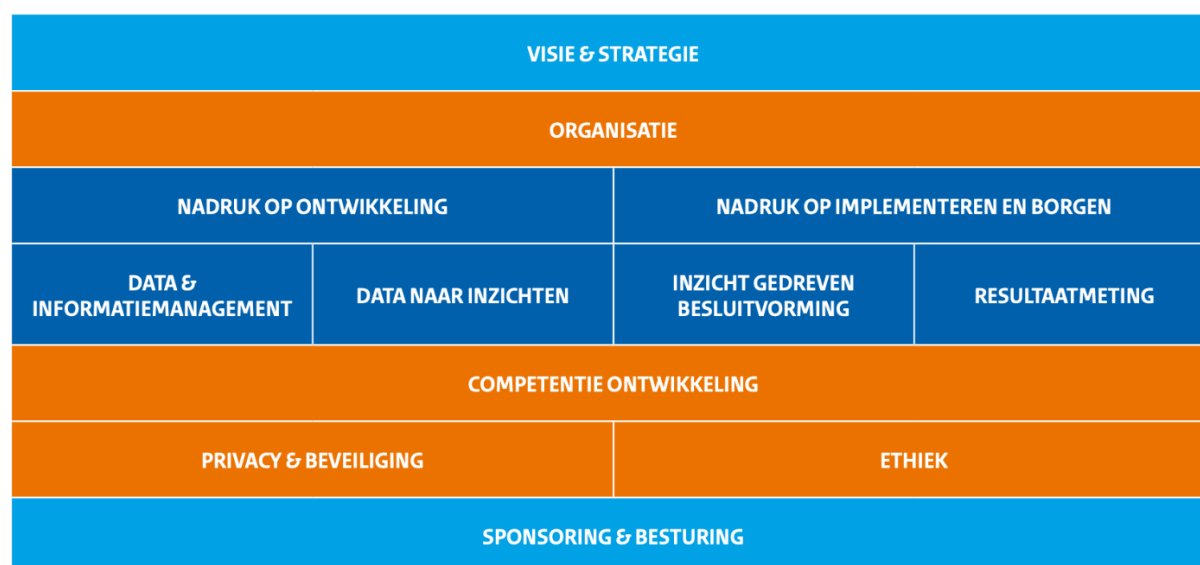 VISIE & STRATEGIE
ORGANISATIE
NADRUK OP ONTWIKKELING
NADRUK OP IMPLEMENTEREN EN BORGEN
DATA &
INFORMATIEMANAGEMENT
DATA NAAR INZICHTEN
INZICHT GEDREVEN
BESLUITVORMING
RESULTAATMETING
COMPETENTIE ONTWIKKELING
PRIVACY & BEVEILIGING
ETHIEK
SPONSORING & BESTURING